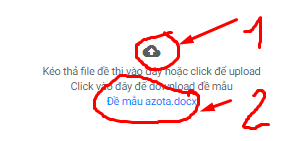 1
Kéo thả file đề thi vào đây hoặc click để upload
Click vào đây để download đề mẫu
Đề mẫu azota.docx
2